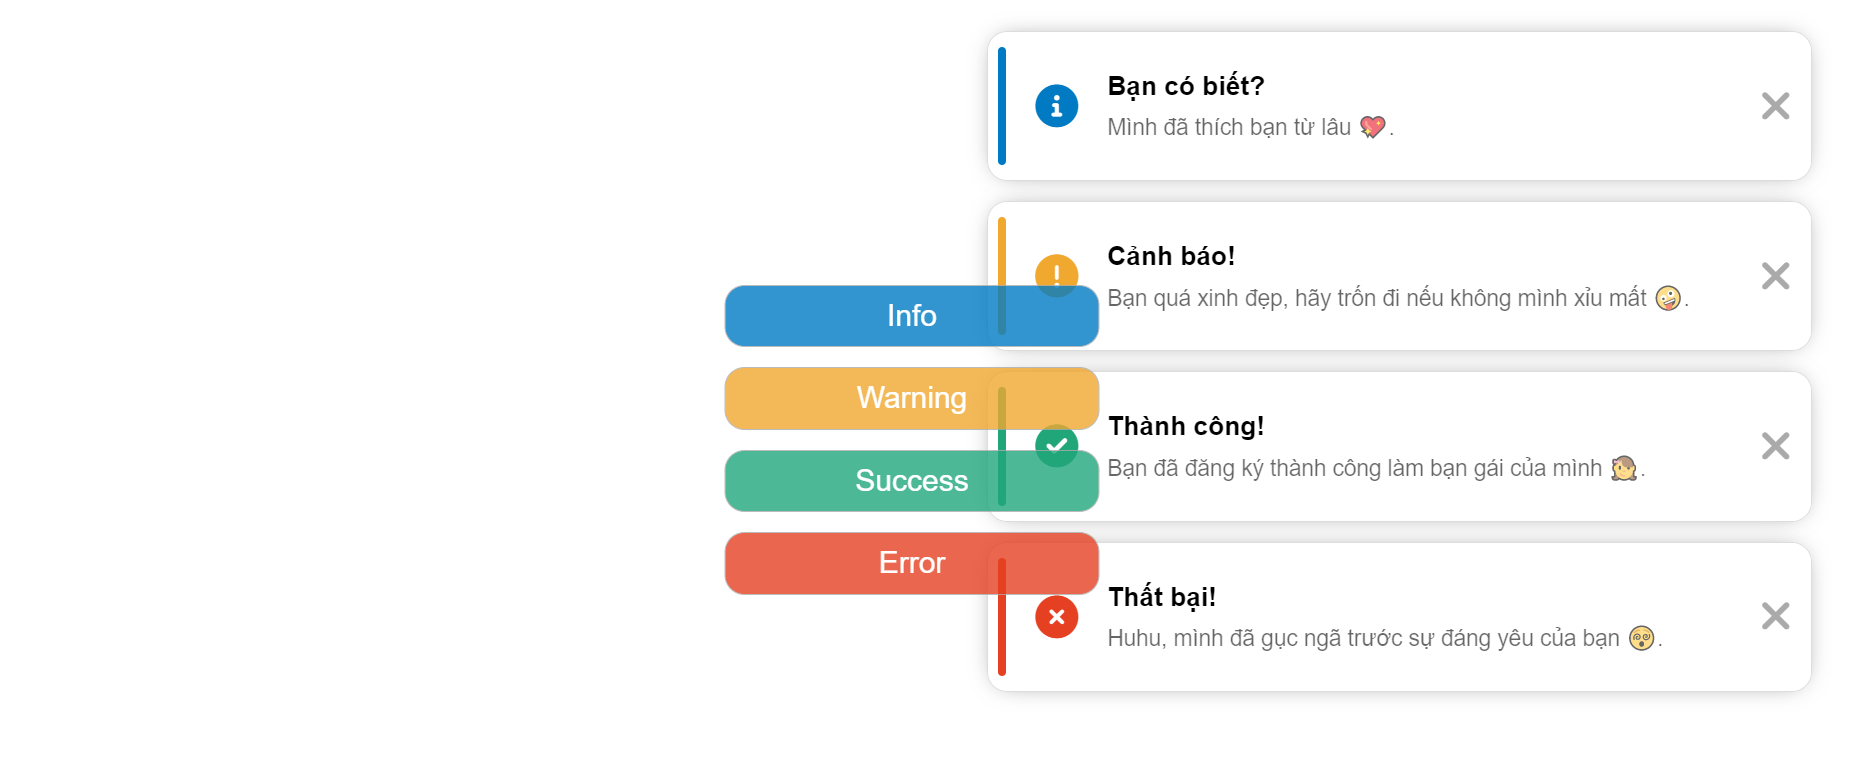 Bạn có biết?
Mình đã thích bạn từ lâu 💖.
Cảnh báo!
Bạn quá xinh đẹp, hãy trốn đi nếu không mình xỉu mất 🤪.
Info
Warning
Thành công!
Bạn đã đăng ký thành công làm bạn gái của mình 👧.
Success
Error
Thất bại!
Huhu, mình đã gục ngã trước sự đáng yêu của bạn 😵‍💫.